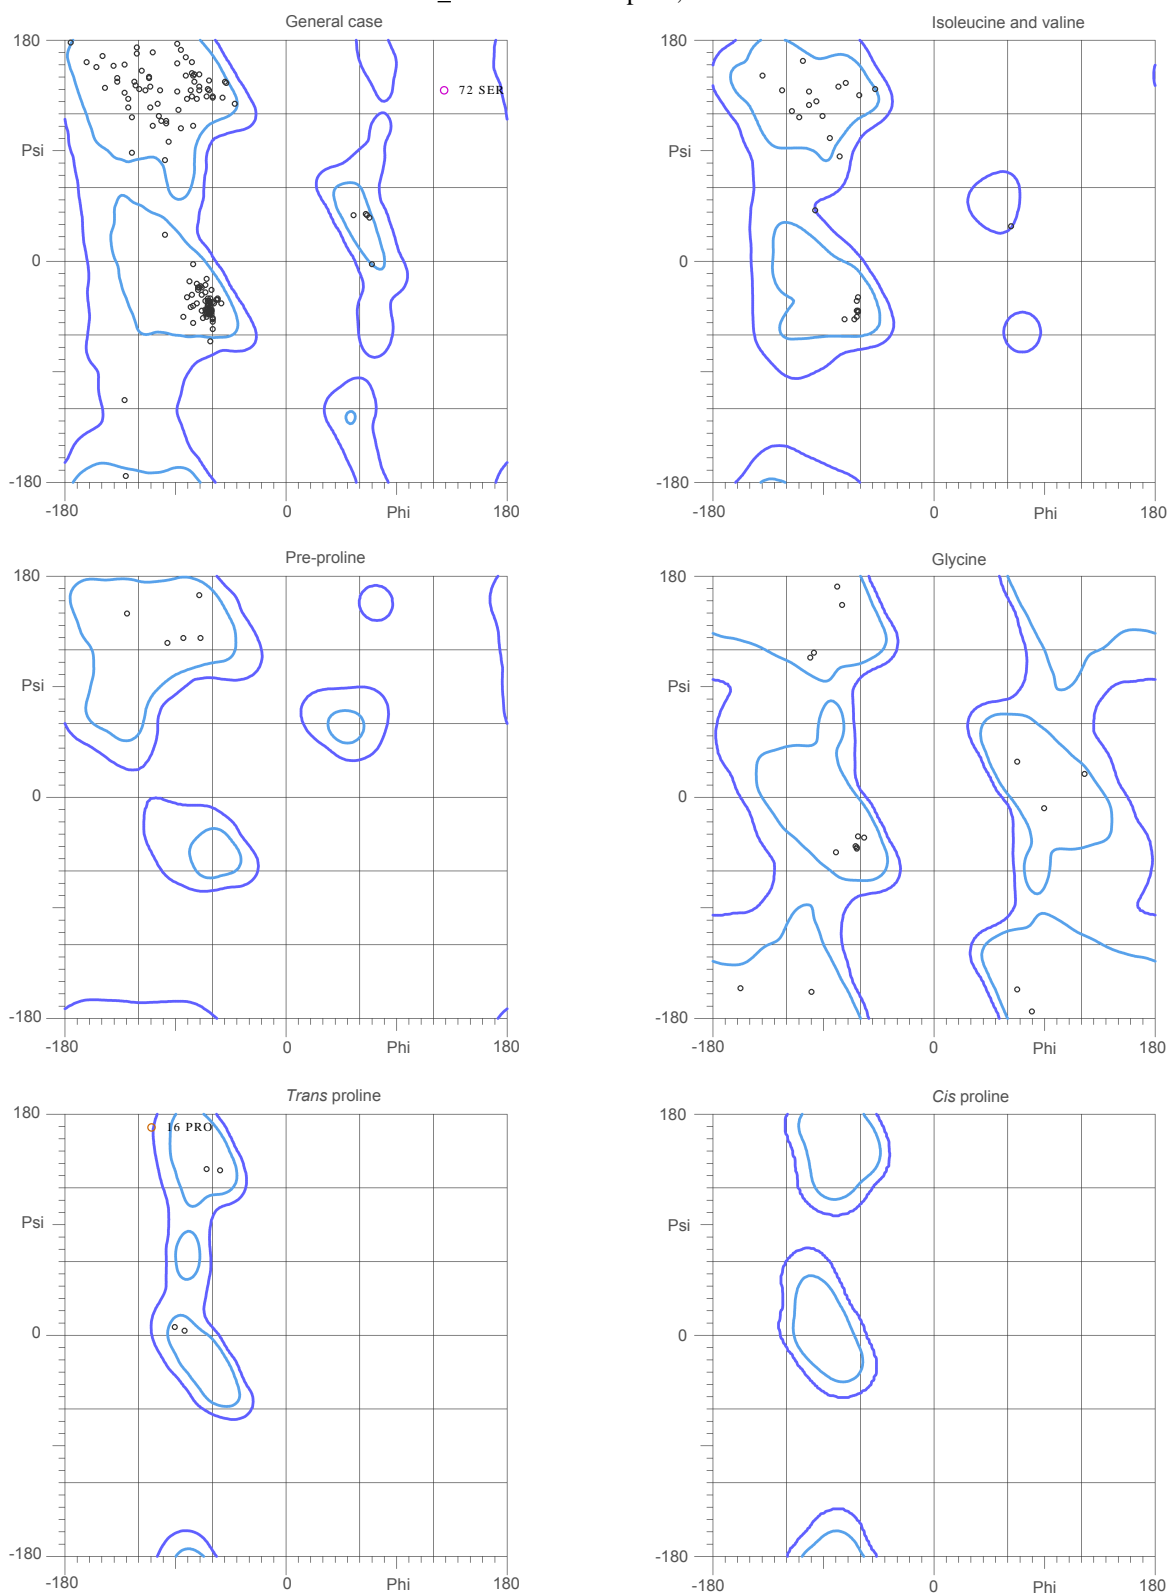 General case
Isoleucine and valine
180
72 SER
Psi
0
-180
-180
0
Phi
180
180
Psi
0
-180
-180
0
Phi
180
Pre-proline
Glycine
180
Psi
0
-180
-180
0
Phi
180
180
Psi
0
-180
-180
0
Phi
180
Trans proline
Cis proline
180
16 PRO
Psi
0
-180
-180
0
Phi
180
180
Psi
0
-180
-180
0
Phi
180